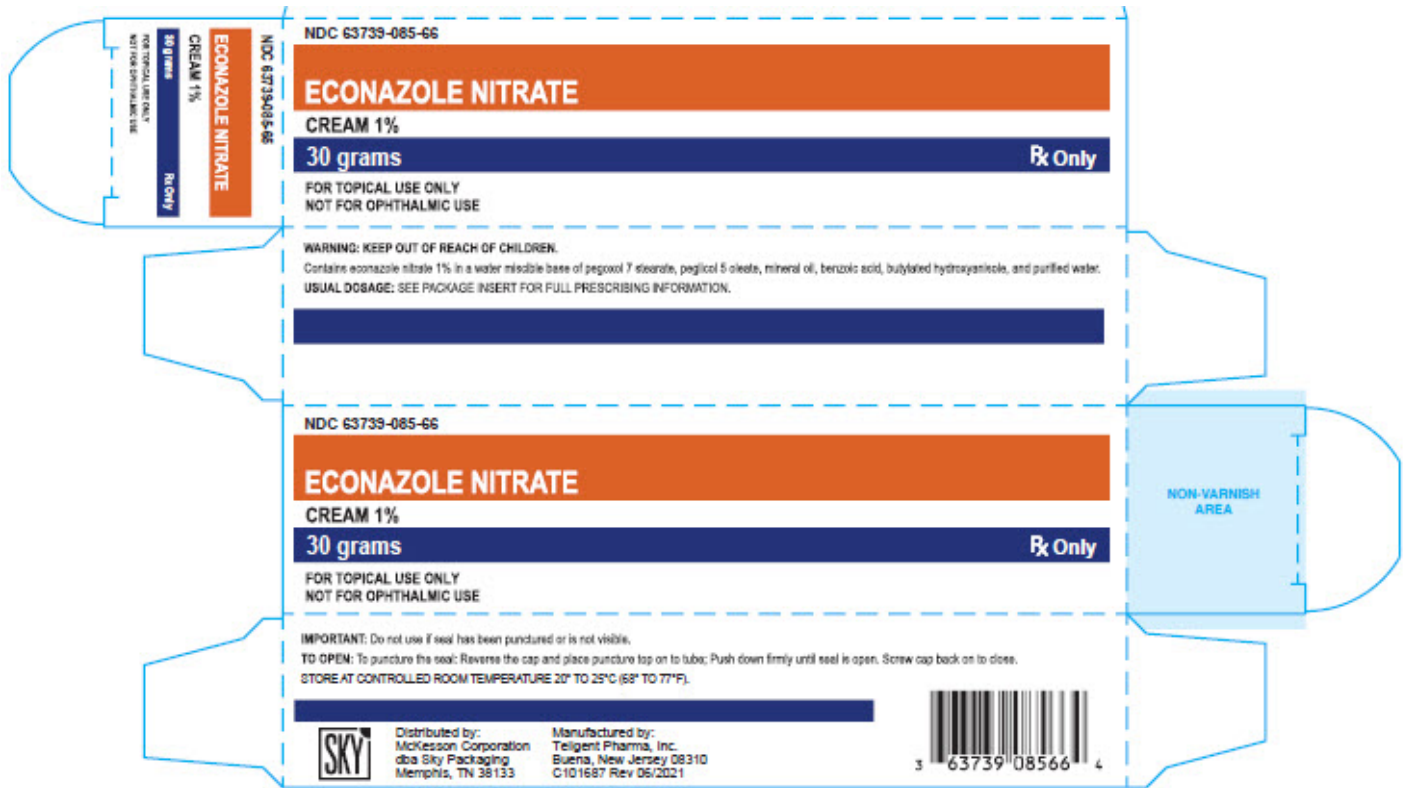 NDC 63739-085-66
ECONAZOLE NITRATE
CREAM 1%
30 grams Rx Only
FOR TOPICAL USE ONLY
NOT FOR OPHTHALMIC USE
NDC 63739-085-66
ECONAZOLE NITRATE
CREAM 1%
30 grams ℞ Only
FOR TOPICAL USE ONLY
NOT FOR OPHTHALMIC USE
WARNING: KEEP OUT OF REACH OF CHILDREN.
Contains econazole nitrate 1% in a water miscible base of pegoxol 7 stearate, peglicol 5 oleate, mineral oil, benzoic acid, butylated hydroxyanisole, and purified water.
USUAL DOSAGE: SEE PACKAGE INSERT FOR FULL PRESCRIBING INFORMATION.
NDC 63739-085-66
ECONAZOLE NITRATE
CREAM 1%
30 grams ℞ Only
FOR TOPICAL USE ONLY
NOT FOR OPHTHALMIC USE
NON-VARNISH
AREA
IMPORTANT: Do not use if seal has been punctured or is not visible.
TO OPEN: To puncture the seal: Reverse the cap and place puncture top on to tube; Push down firmly until seal is open. Screw cap back on to close.
STORE AT CONTROLLED ROOM TEMPERATURE 20° TO 25°C (68° TO 77°F).
SKY
Distributed by:
McKesson Corporation
dba Sky Packaging
Memphis, TN 38133
Manufactured by:
Teligent Pharma, Inc.
Buena, New Jersey 08310
C101687 Rev 06/2021
3 63739 08566 4